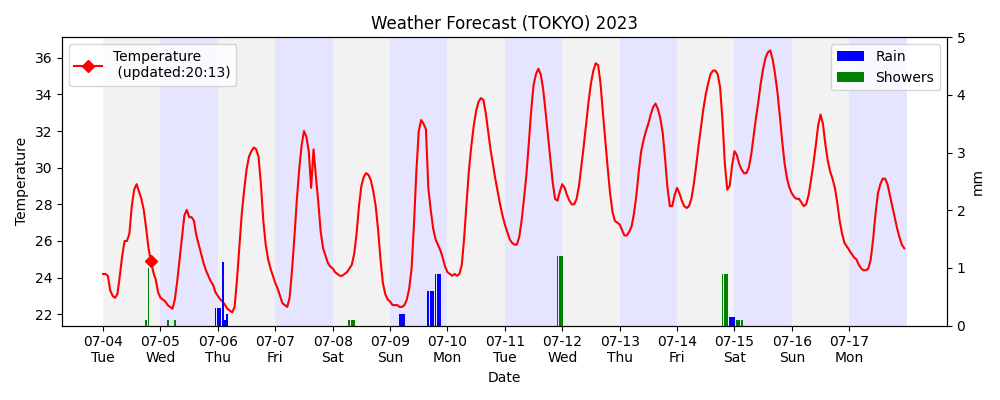 Weather Forecast (TOKYO) 2023
Temperature
(updated:20:13)
Rain
Showers
Temperature
36
34
32
30
28
26
24
22
5
4
3
2
1
0
mm
07-04 07-05 07-06 07-07 07-08 07-09 07-10 07-11 07-12 07-13 07-14 07-15 07-16 07-17
Tue Wed Thu Fri Sat Sun Mon Tue Wed Thu Fri Sat Sun Mon
Date